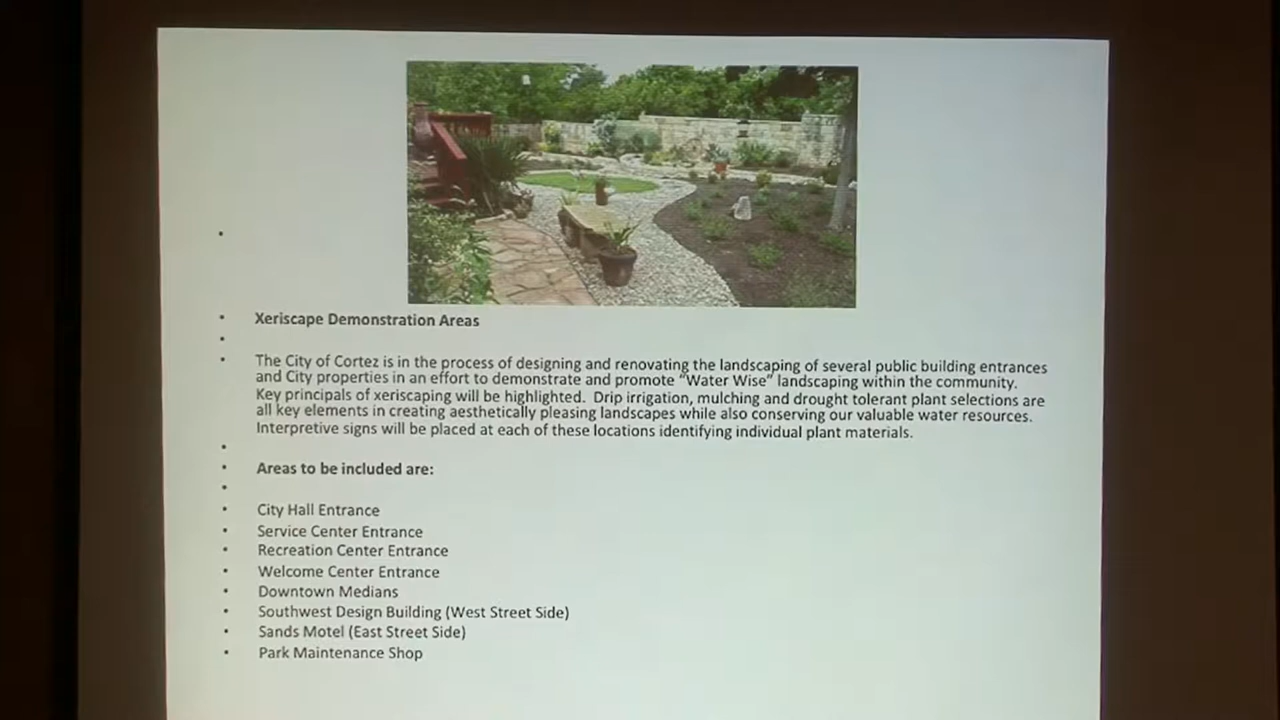 Xeriscape Demonstration Areas
The City of Cortez is in the process of designing and renovating the landscaping of several public building entrances
and City properties in an effort to demonstrate and promote “Water Wise” landscaping within the community.
Key principals of xeriscaping will be highlighted.  Drip irrigation, mulching and drought tolerant plant selections are
all key elements in creating aesthetically pleasing landscapes while also conserving our valuable water resources.
Interpretive signs will be placed at each of these locations identifying individual plant materials.
Areas to be included are:
City Hall Entrance
Service Center Entrance
Recreation Center Entrance
Welcome Center Entrance
Downtown Medians
Southwest Design Building (West Street Side)
Sands Motel (East Street Side)
Park Maintenance Shop